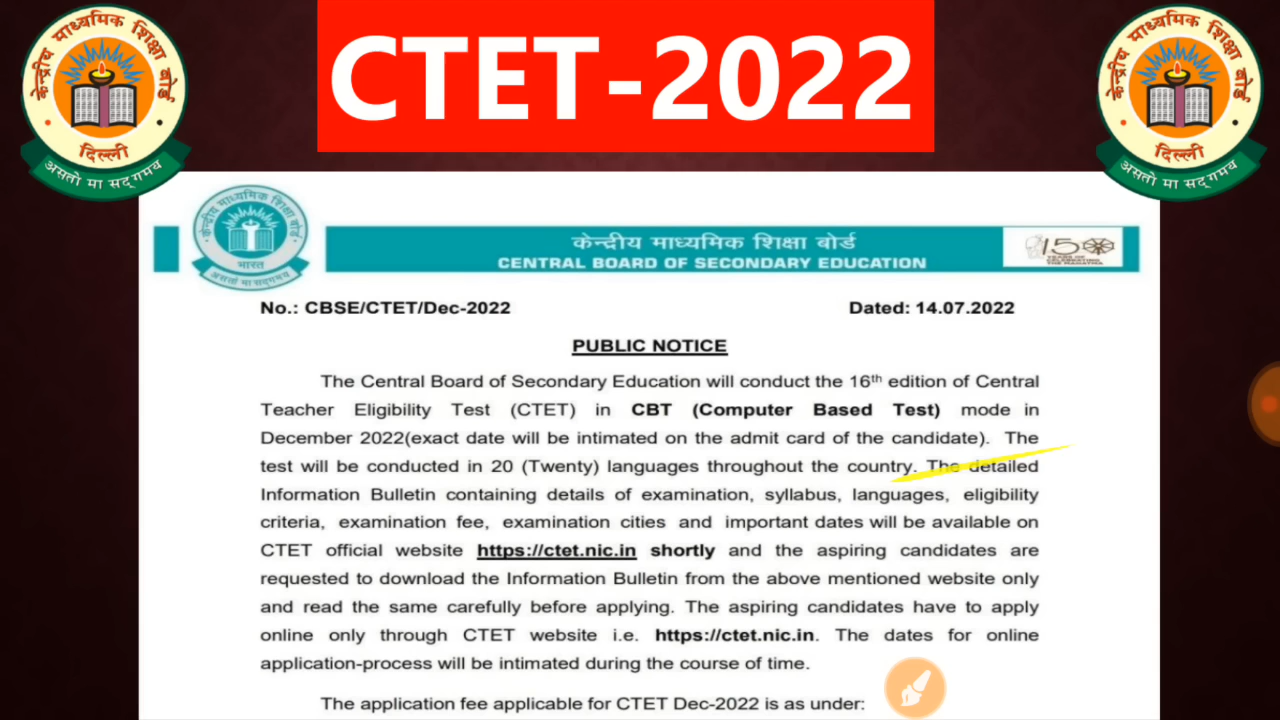 CTET-2022
केन्द्रीय माध्यमिक शिक्षा बोर्ड
दिल्ली
असतो मा सद्गमय
केन्द्रीय माध्यमिक शिक्षा बोर्ड
दिल्ली
असतो मा सद्गमय
केन्द्रीय माध्यमिक शिक्षा बोर्ड
भारत
असतो मा सद्गमय
केन्द्रीय माध्यमिक शिक्षा बोर्ड
CENTRAL BOARD OF SECONDARY EDUCATION
150
YEARS OF
CELEBRATING
THE MAHATMA
No.: CBSE/CTET/Dec-2022 Dated: 14.07.2022
PUBLIC NOTICE
The Central Board of Secondary Education will conduct the 16th edition of Central
Teacher Eligibility Test (CTET) in CBT (Computer Based Test) mode in
December 2022(exact date will be intimated on the admit card of the candidate). The
test will be conducted in 20 (Twenty) languages throughout the country. The detailed
Information Bulletin containing details of examination, syllabus, languages, eligibility
criteria, examination fee, examination cities and important dates will be available on
CTET official website https://ctet.nic.in shortly and the aspiring candidates are
requested to download the Information Bulletin from the above mentioned website only
and read the same carefully before applying. The aspiring candidates have to apply
online only through CTET website i.e. https://ctet.nic.in. The dates for online
application-process will be intimated during the course of time.
The application fee applicable for CTET Dec-2022 is as under: